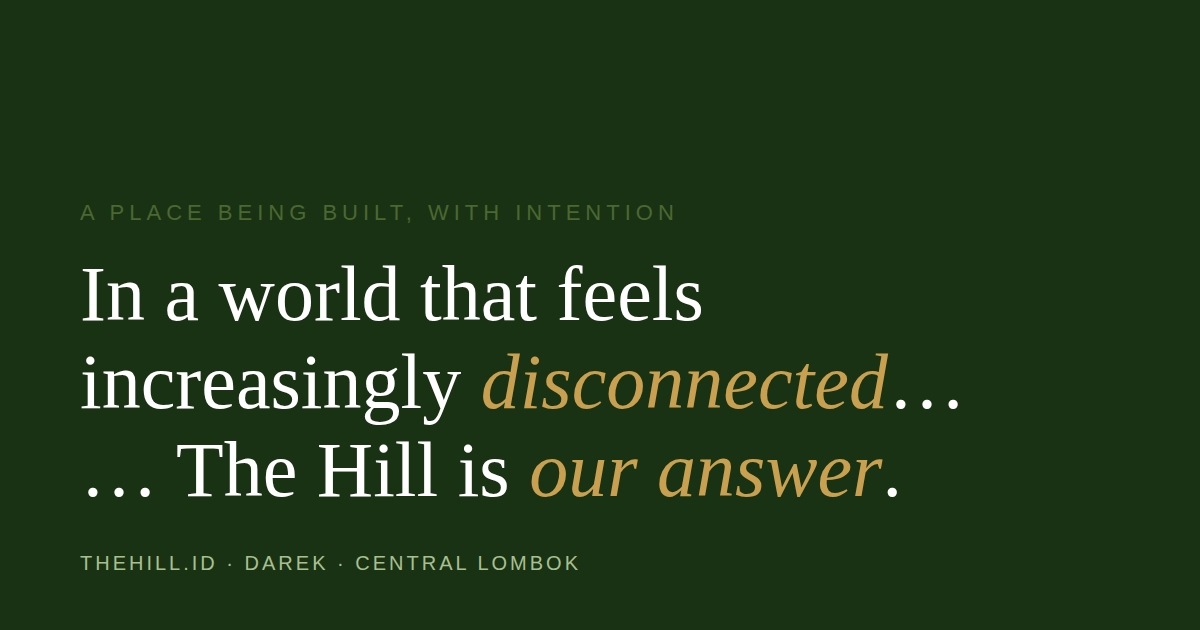 A PLACE BEING BUILT, WITH INTENTION
In a world that feels
increasingly disconnected…
… The Hill is our answer.
THEHILL.ID · DAREK · CENTRAL LOMBOK